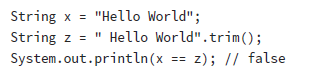 String x = "Hello World";
String z = " Hello World".trim();
System.out.println(x == z); // false